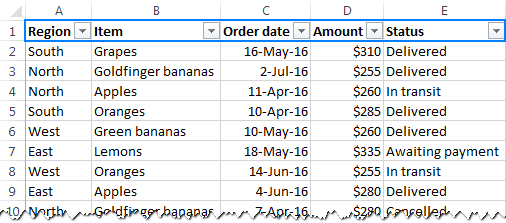 A B C D E
1 Region Item Order date Amount Status
2 South Grapes 16-May-16 $310 Delivered
3 North Goldfinger bananas 2-Jul-16 $255 Delivered
4 North Apples 11-Apr-16 $260 In transit
5 South Oranges 10-Apr-16 $285 Delivered
6 West Green bananas 10-May-16 $260 Delivered
7 East Lemons 18-May-16 $335 Awaiting payment
8 West Oranges 14-Jun-16 $255 In transit
9 East Apples 4-Jun-16 $280 Delivered
10 North Goldfinger bananas 7-Apr-16 $280 Cancelled